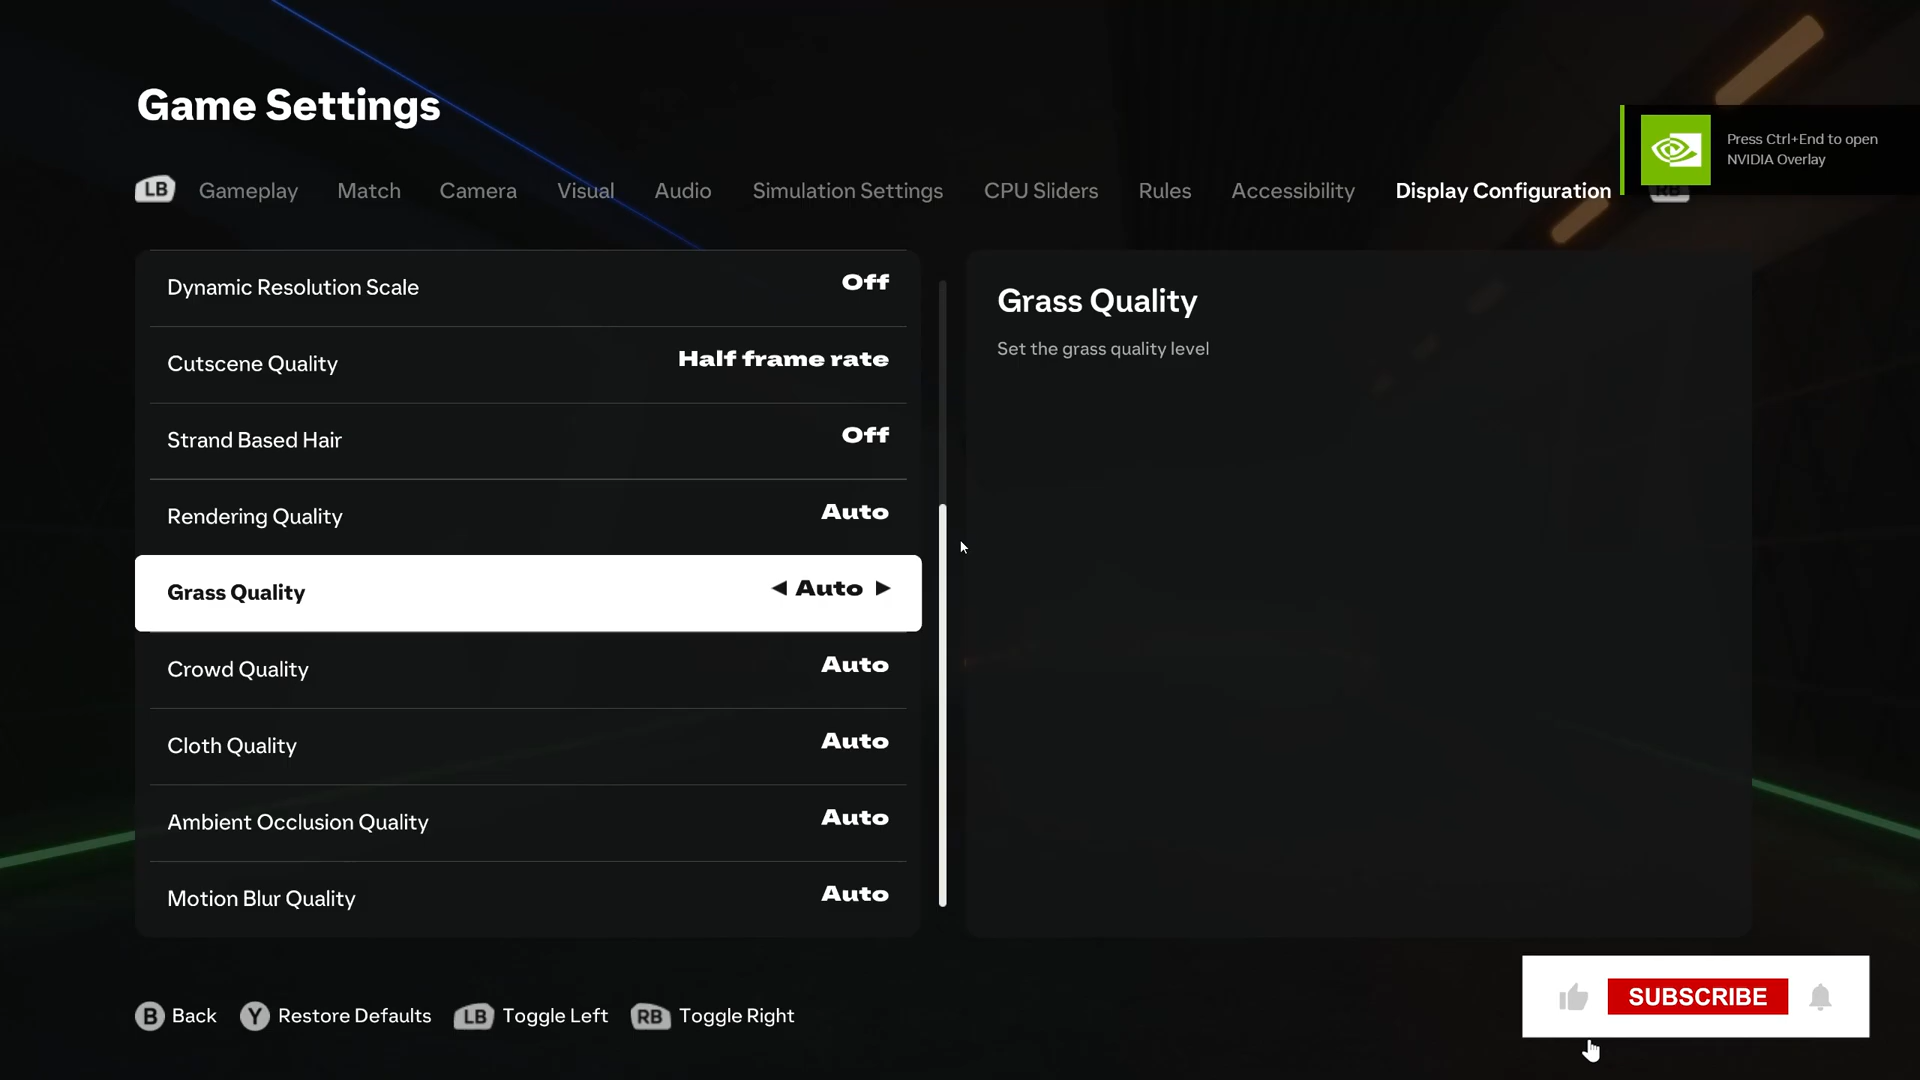 Game Settings
Press Ctrl+End to open
NVIDIA Overlay
LB Gameplay Match Camera Visual Audio Simulation Settings CPU Sliders Rules Accessibility Display Configuration RB
Dynamic Resolution Scale Off
Cutscene Quality Half frame rate
Strand Based Hair Off
Rendering Quality Auto
Grass Quality Auto
Crowd Quality Auto
Cloth Quality Auto
Ambient Occlusion Quality Auto
Motion Blur Quality Auto
Grass Quality
Set the grass quality level
B Back Y Restore Defaults LB Toggle Left RB Toggle Right
SUBSCRIBE